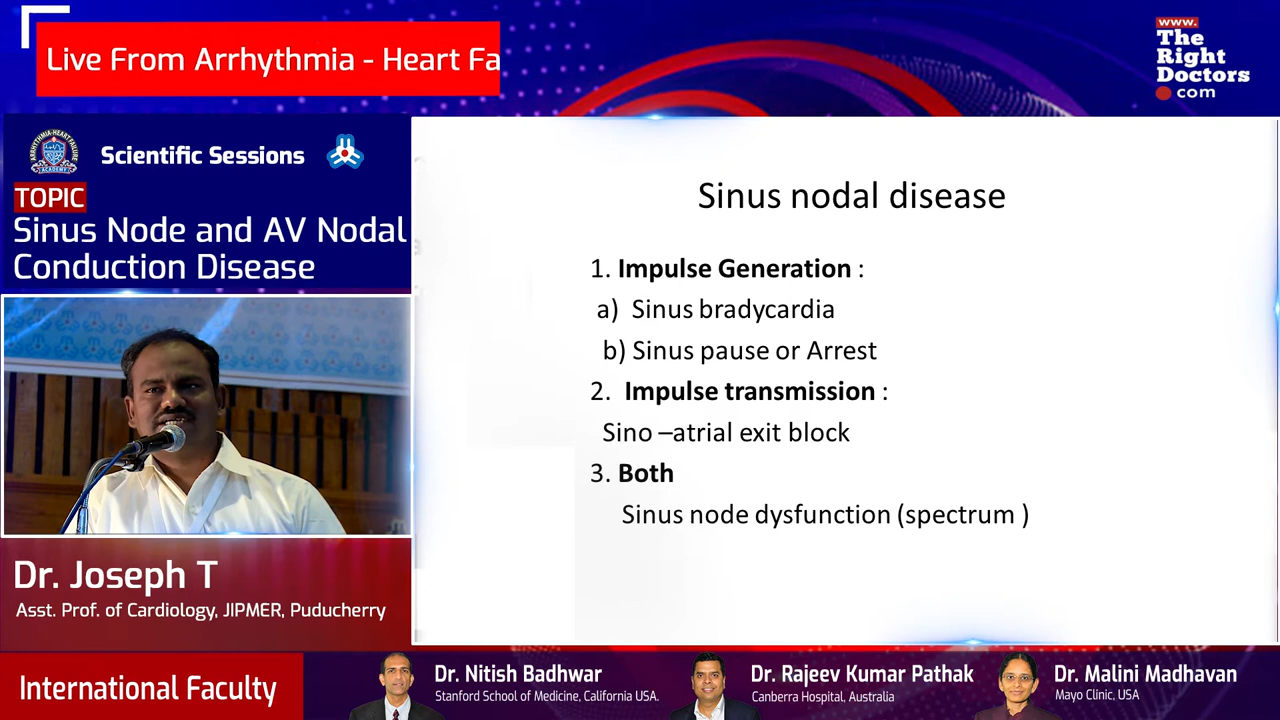 Live From Arrhythmia - Heart Fa
www.
The
Right
Doctors
com
ARRHYTHMIA-HEART FAILURE
ACADEMY
Scientific Sessions
TOPIC
Sinus Node and AV Nodal
Conduction Disease
Sinus nodal disease
1. Impulse Generation :
a) Sinus bradycardia
b) Sinus pause or Arrest
2. Impulse transmission :
Sino –atrial exit block
3. Both
Sinus node dysfunction (spectrum )
Dr. Joseph T
Asst. Prof. of Cardiology, JIPMER, Puducherry
International Faculty
Dr. Nitish Badhwar
Stanford School of Medicine, California USA.
Dr. Rajeev Kumar Pathak
Canberra Hospital, Australia
Dr. Malini Madhavan
Mayo Clinic, USA